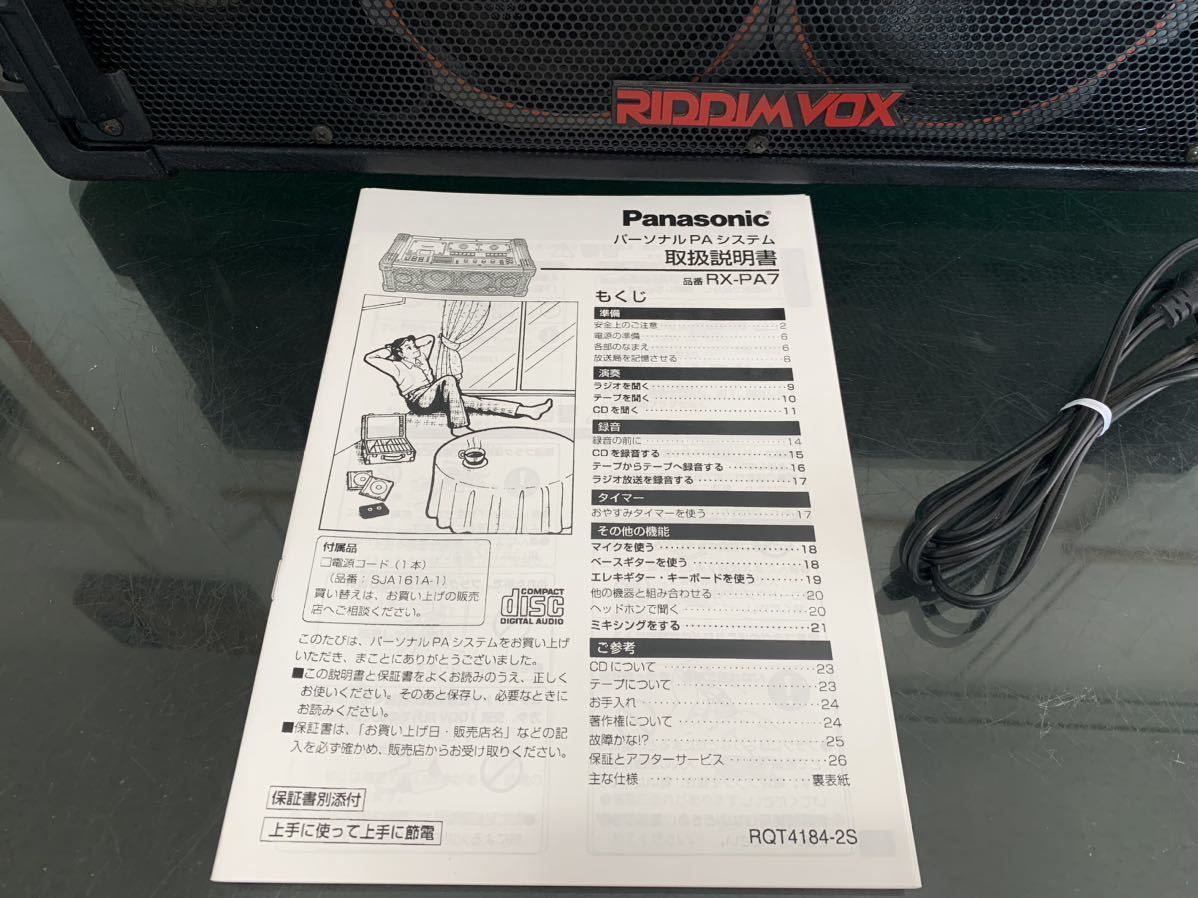 RIDDIM VOX
Panasonic
パーソナルPAシステム
取扱説明書
品番 RX-PA7
もくじ
準備
安全上のご注意 2
電源の準備 6
各部のなまえ 6
放送局を記憶させる 8
演奏
ラジオを聞く 9
テープを聞く 10
CDを聞く 11
録音
録音の前に 14
CDを録音する 15
テープからテープへ録音する 16
ラジオ放送を録音する 17
タイマー
おやすみタイマーを使う 17
その他の機能
マイクを使う 18
ベースギターを使う 18
エレキギター・キーボードを使う 19
他の機器と組み合わせる 20
ヘッドホンで聞く 20
ミキシングをする 21
ご参考
CDについて 23
テープについて 23
お手入れ 24
著作権について 24
故障かな!? 25
保証とアフターサービス 26
主な仕様 裏表紙
付属品
□電源コード(1本)
(品番:SJA161A-1)
買い替えは、お買い上げの販売
店へご相談ください。
COMPACT
disc
DIGITAL AUDIO
このたびは、パーソナルPAシステムをお買い上げ
いただき、まことにありがとうございました。
■この説明書と保証書をよくお読みのうえ、正しく
お使いください。そのあと保存し、必要なときに
お読みください。
■保証書は、「お買い上げ日・販売店名」などの記
入を必ず確かめ、販売店からお受け取りください。
保証書別添付
上手に使って上手に節電
RQT4184-2S